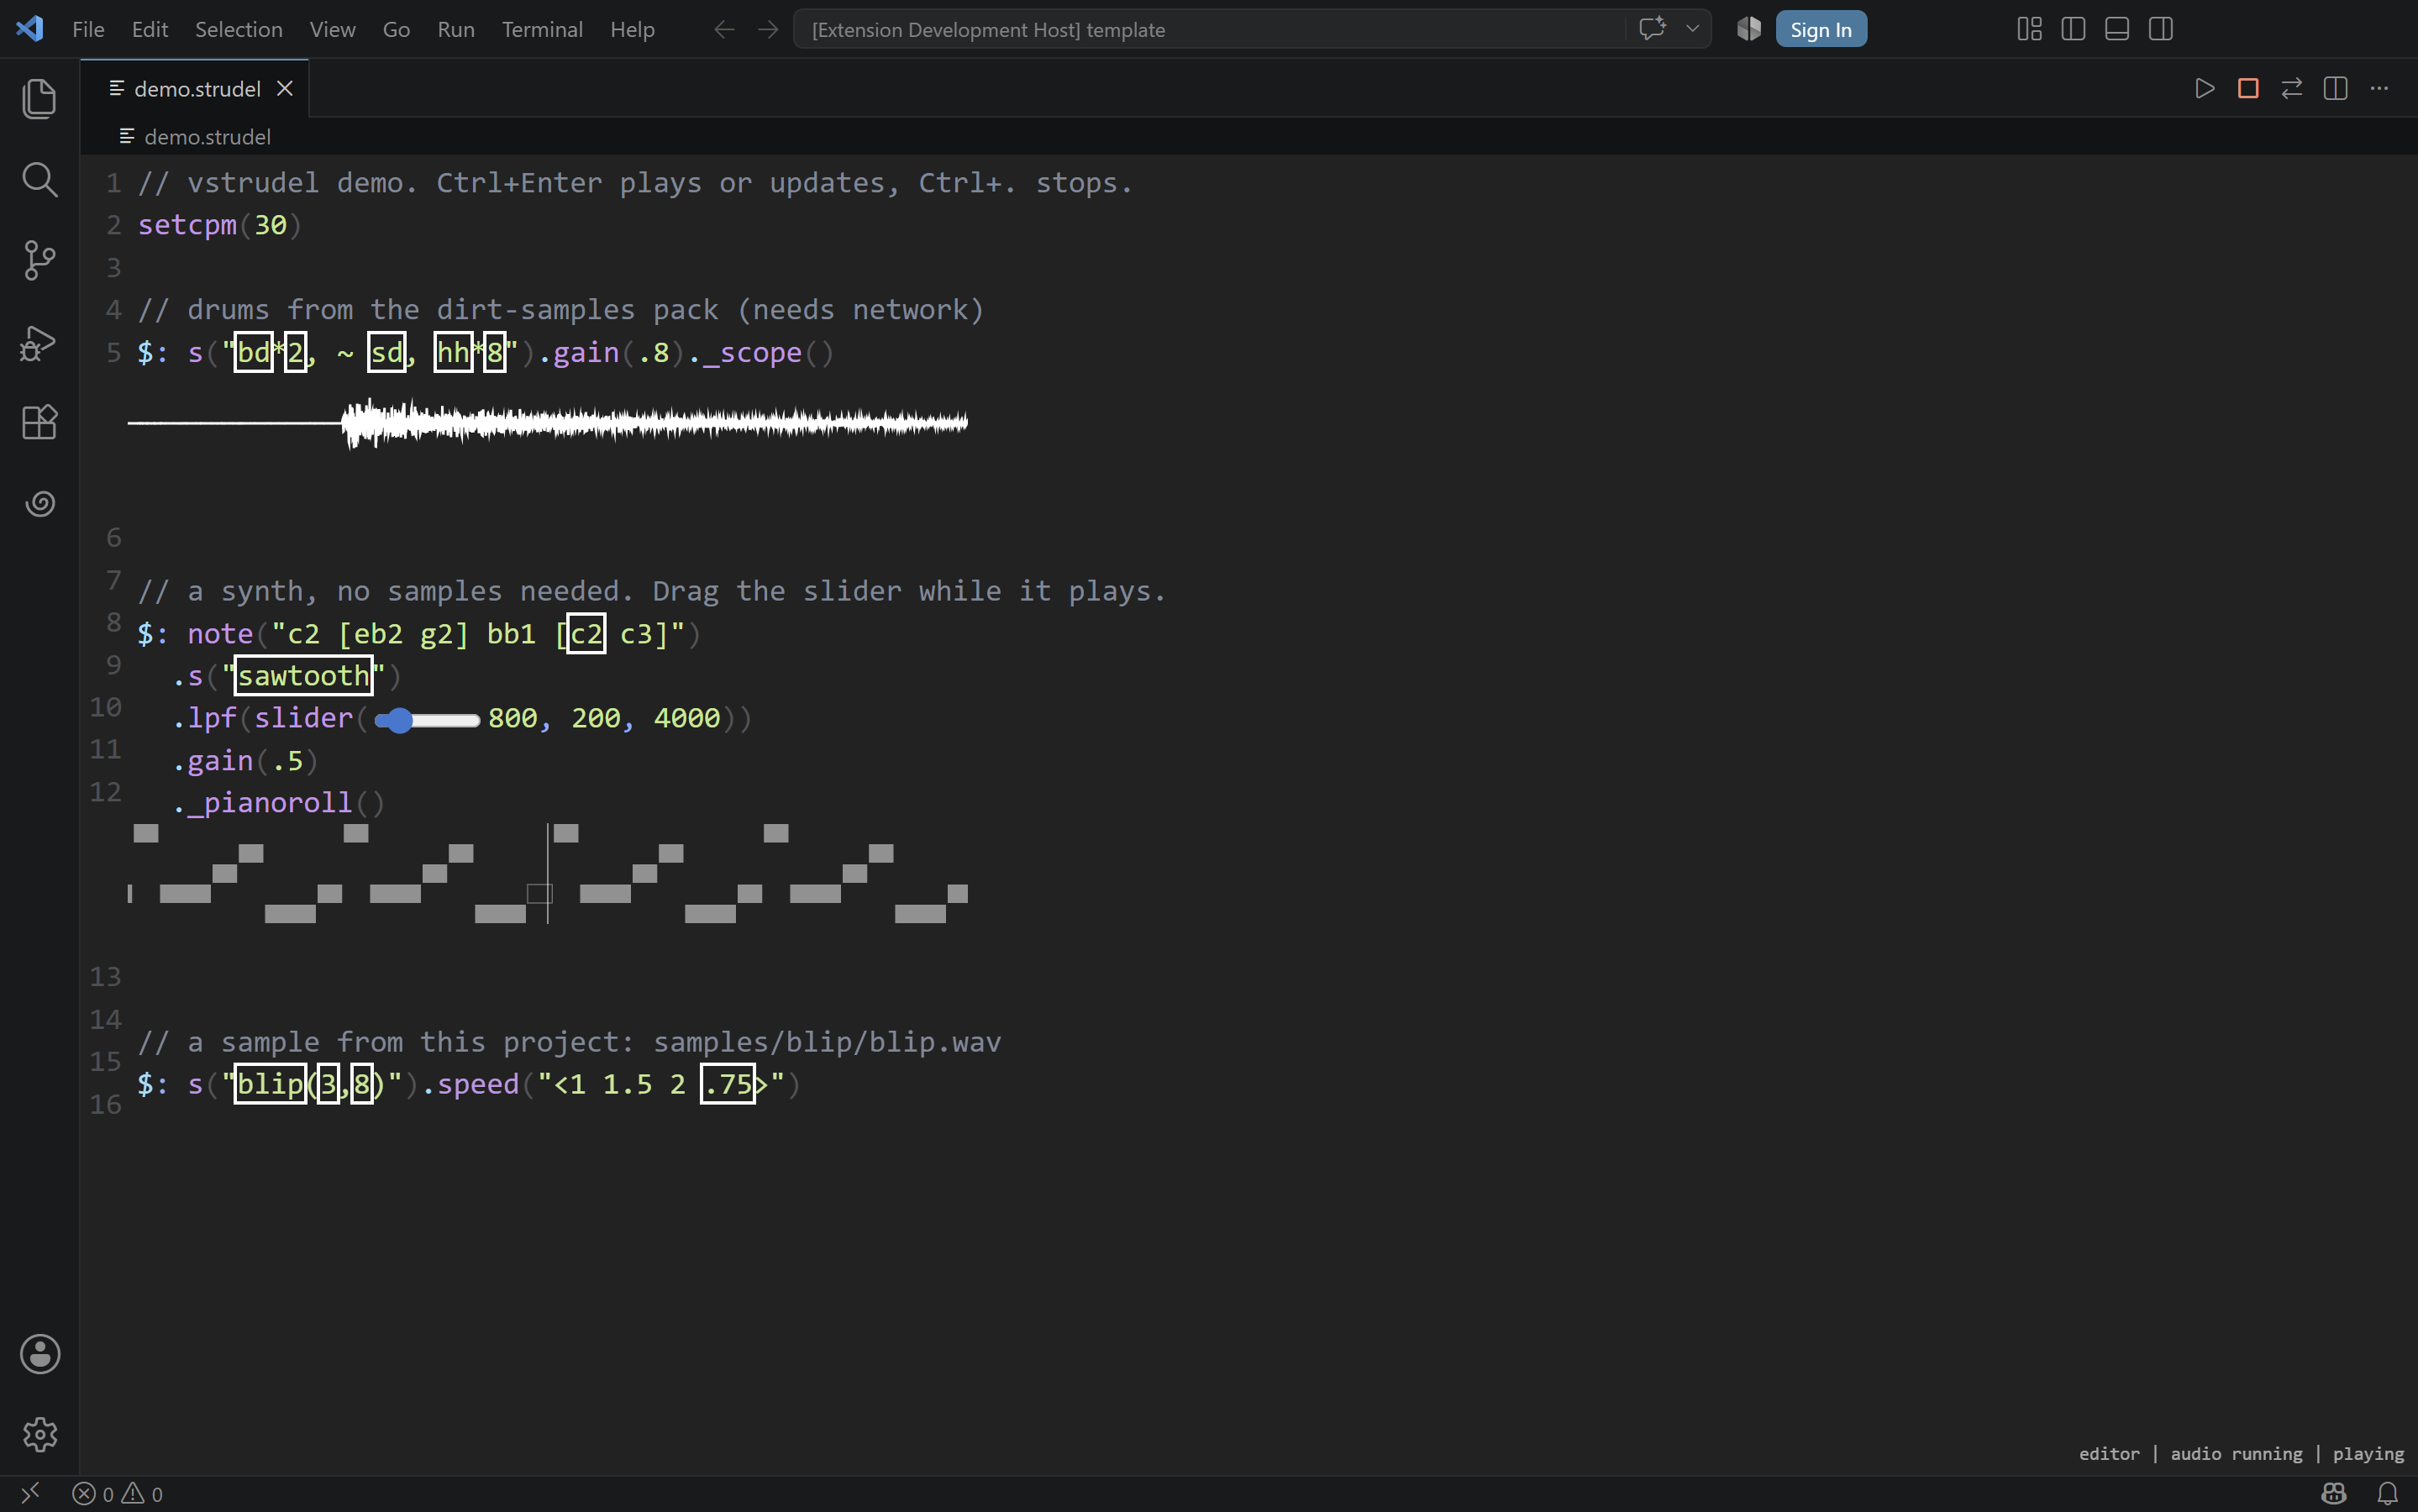 File Edit Selection View Go Run Terminal Help [Extension Development Host] template Sign In
demo.strudel
demo.strudel
1 // vstrudel demo. Ctrl+Enter plays or updates, Ctrl+. stops.
2 setcpm(30)
3
4 // drums from the dirt-samples pack (needs network)
5 $: s("bd*2, ~ sd, hh*8").gain(.8)._scope()
6
7 // a synth, no samples needed. Drag the slider while it plays.
8 $: note("c2 [eb2 g2] bb1 [c2 c3]")
9 .s("sawtooth")
10 .lpf(slider(800, 200, 4000))
11 .gain(.5)
12 ._pianoroll()
13
14 // a sample from this project: samples/blip/blip.wav
15 $: s("blip(3,8)").speed("<1 1.5 2 .75>")
16
editor | audio running | playing
0 0